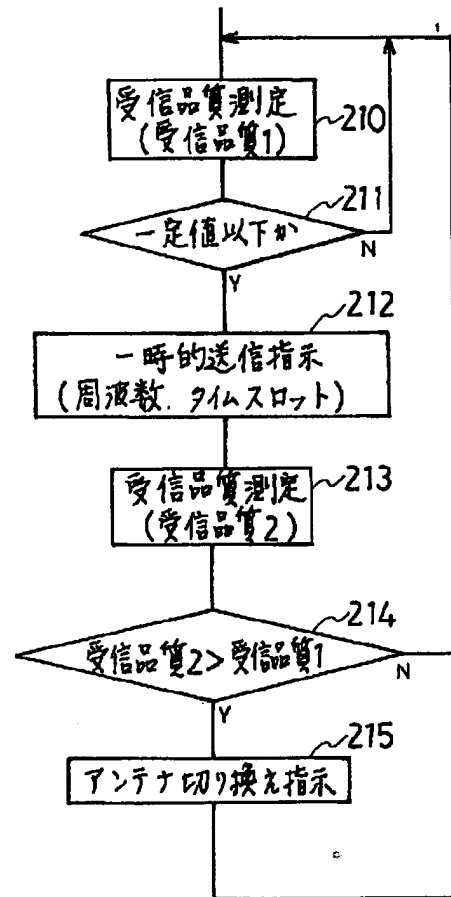 受信品質測定
(受信品質1)
210
211
一定値以下か
N
Y
212
一時的送信指示
(周波数.タイムスロット)
213
受信品質測定
(受信品質2)
214
受信品質2>受信品質1
N
Y
215
アンテナ切り換え指示